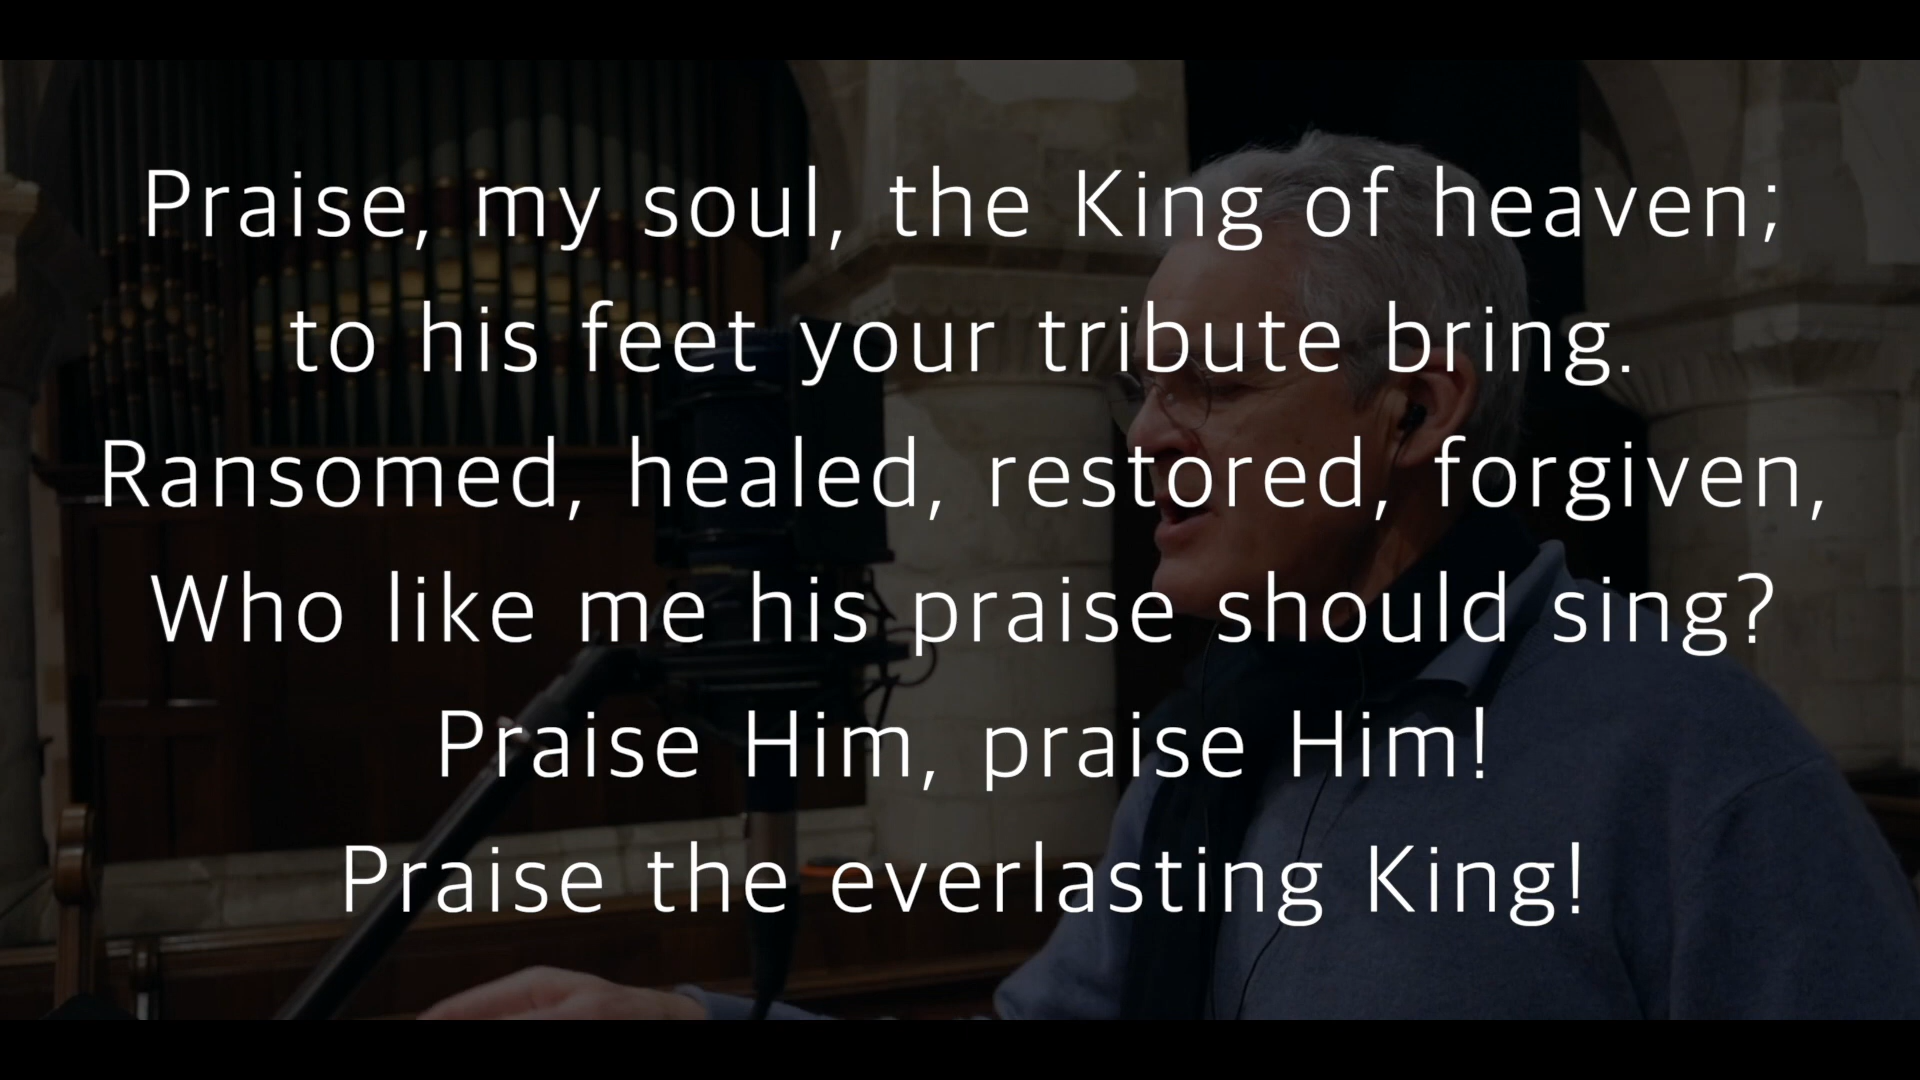 Praise, my soul, the King of heaven;
to his feet your tribute bring.
Ransomed, healed, restored, forgiven,
Who like me his praise should sing?
Praise Him, praise Him!
Praise the everlasting King!